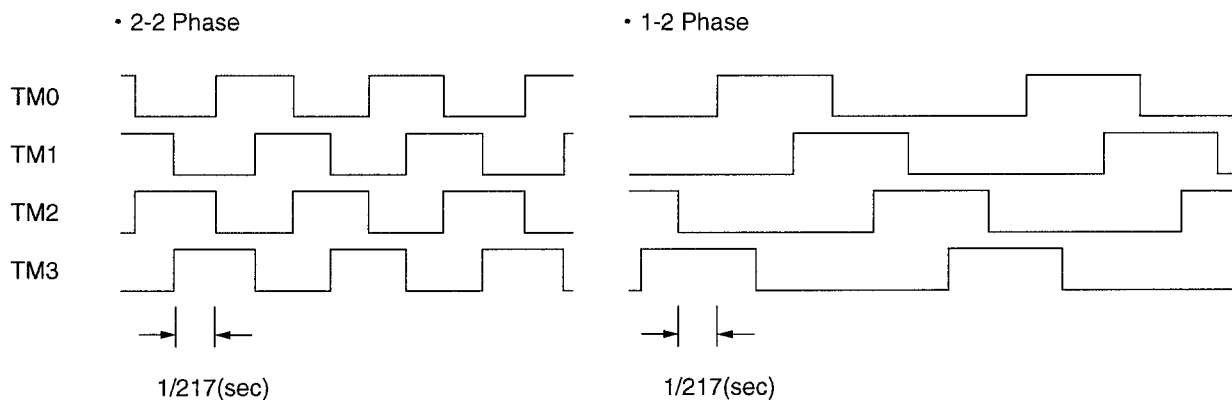 • 2-2 Phase
• 1-2 Phase
TM0
TM1
TM2
TM3
1/217(sec)
1/217(sec)